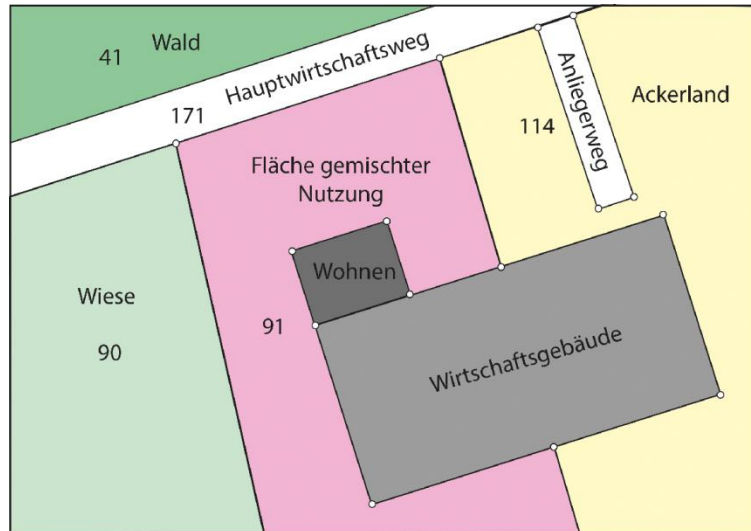 Wald
41
Hauptwirtschaftsweg
171
Anliegerweg
Ackerland
114
Fläche gemischter
Nutzung
Wohnen
Wiese
91
90
Wirtschaftsgebäude